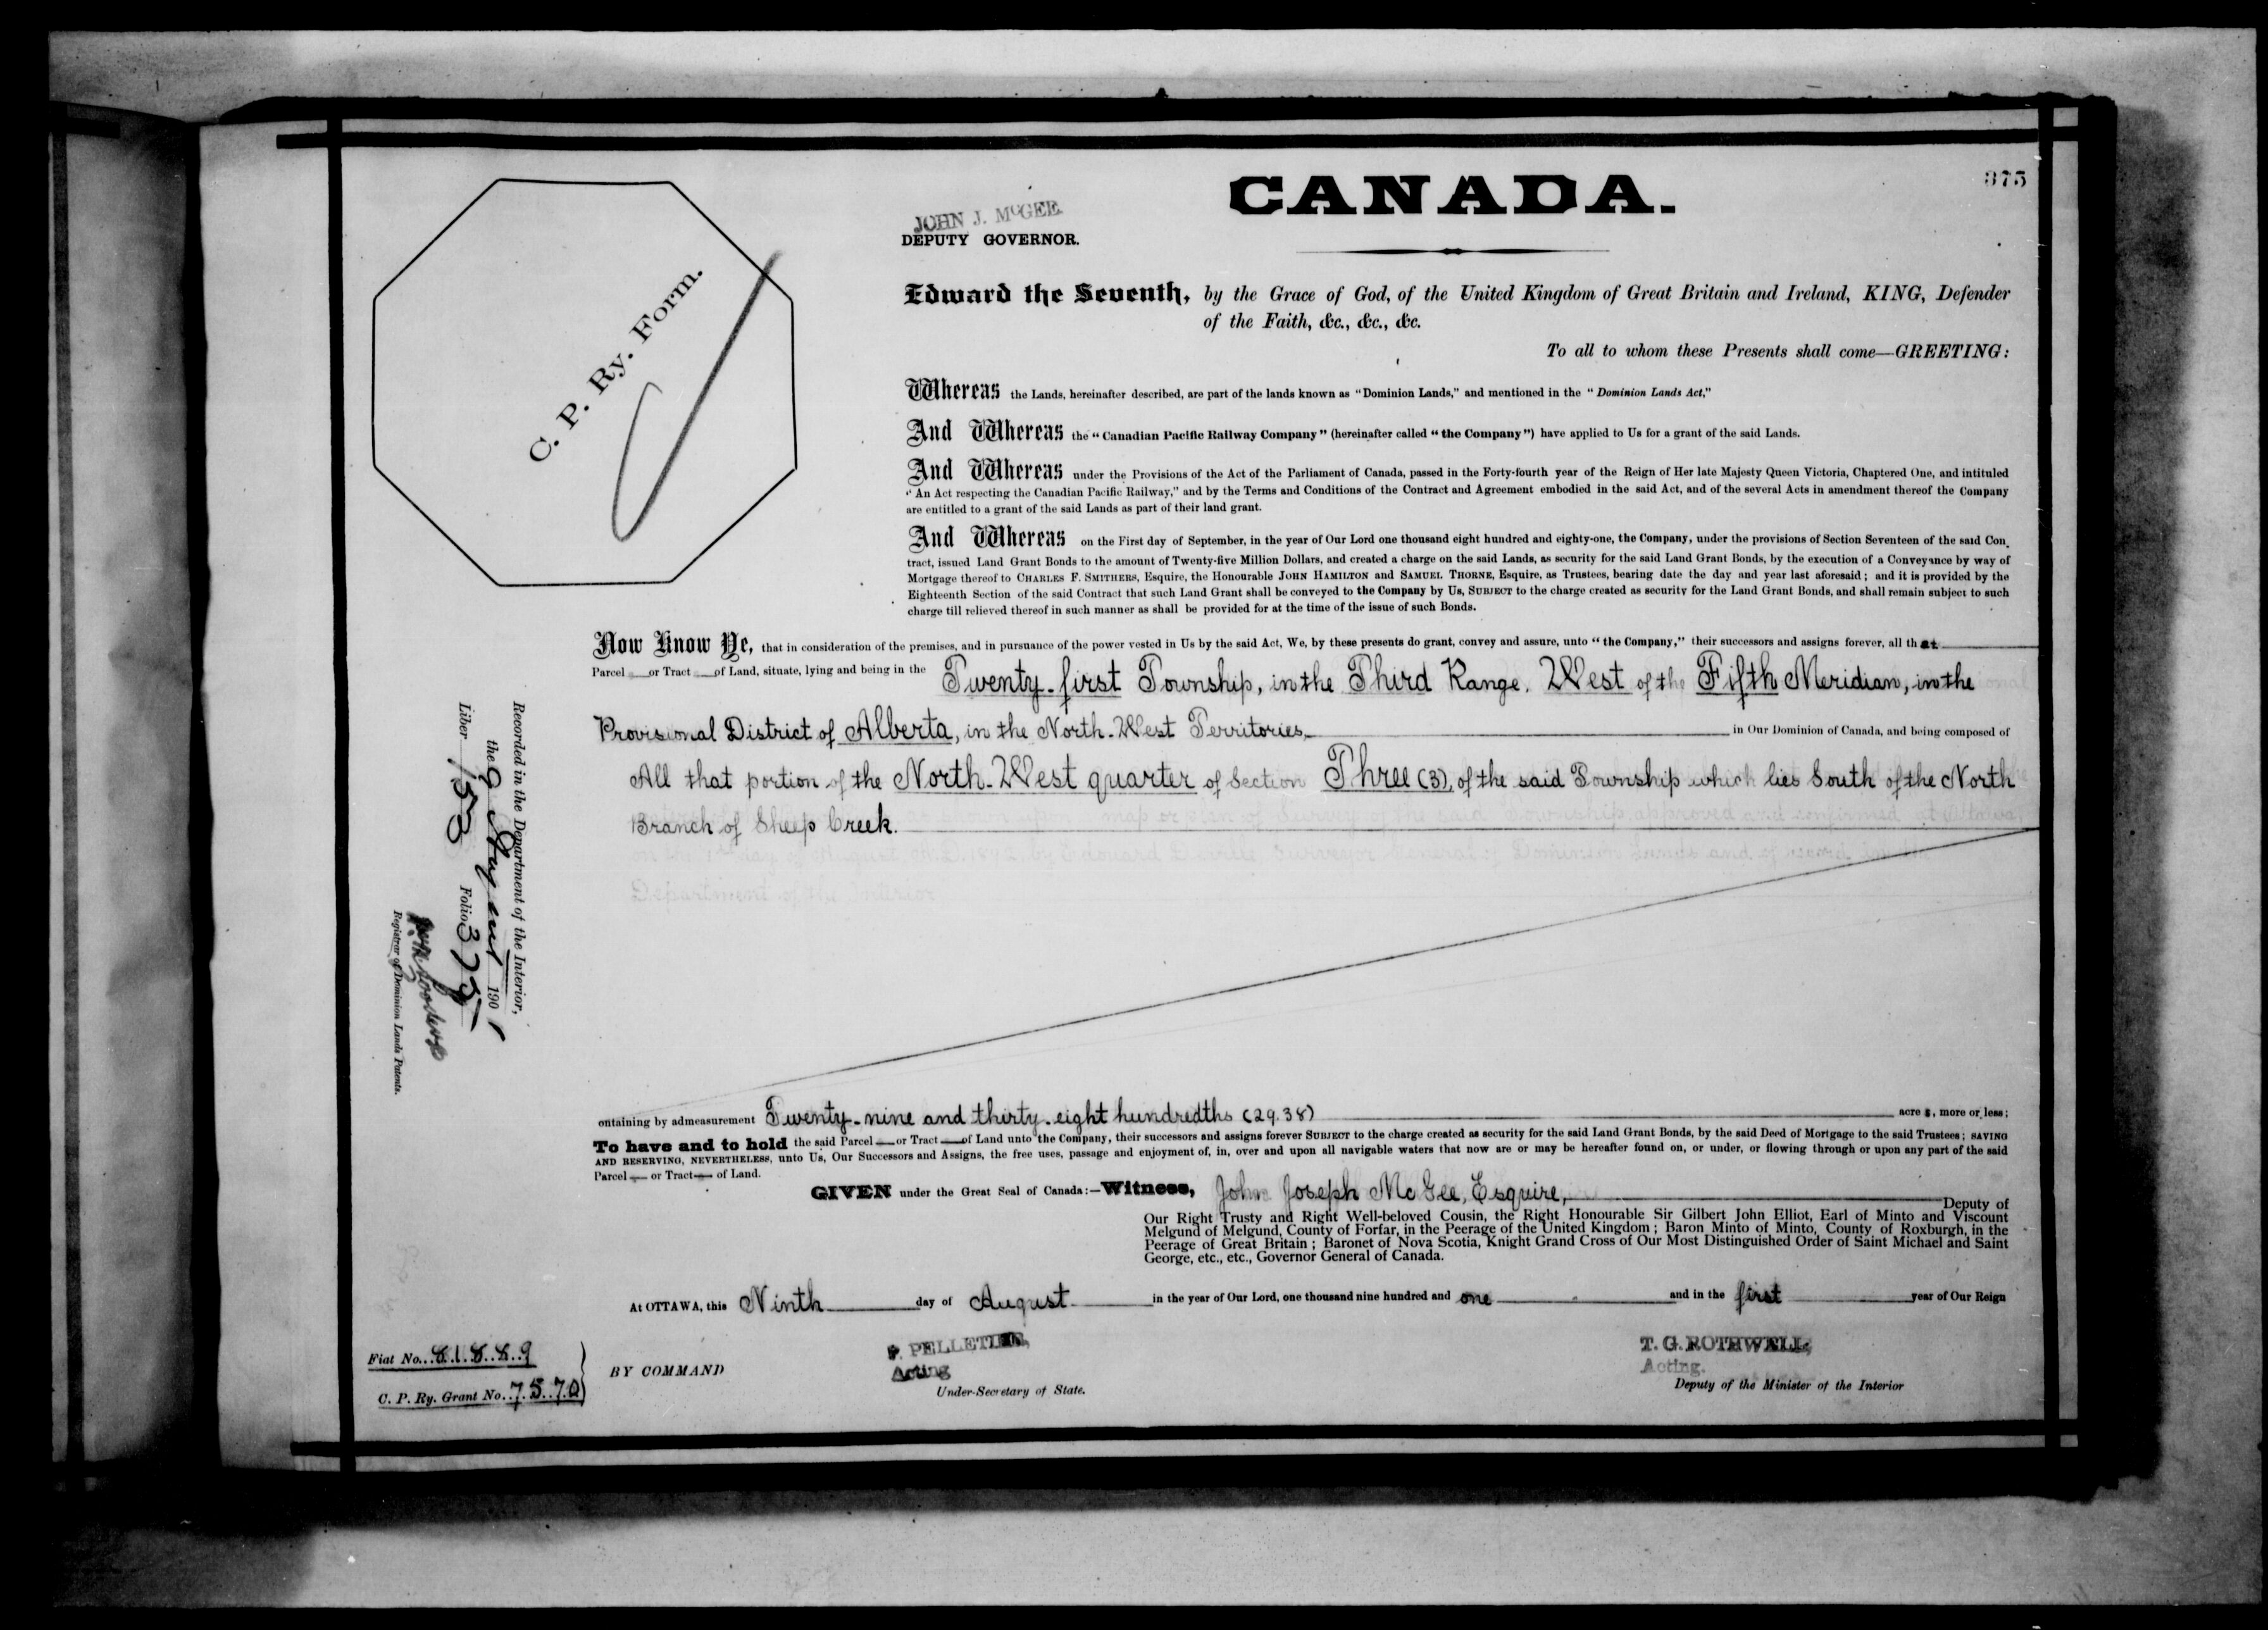 CANADA.
375
JOHN J. McGEE.
DEPUTY GOVERNOR.
C. P. Ry. Form.
Edward the Seventh, by the Grace of God, of the United Kingdom of Great Britain and Ireland, KING, Defender
of the Faith, &c., &c., &c.
To all to whom these Presents shall come—GREETING:
Whereas the Lands, hereinafter described, are part of the lands known as "Dominion Lands," and mentioned in the "Dominion Lands Act,"
And Whereas the "Canadian Pacific Railway Company" (hereinafter called "the Company") have applied to Us for a grant of the said Lands.
And Whereas under the Provisions of the Act of the Parliament of Canada, passed in the Forty-fourth year of the Reign of Her late Majesty Queen Victoria, Chaptered One, and intituled
"An Act respecting the Canadian Pacific Railway," and by the Terms and Conditions of the Contract and Agreement embodied in the said Act, and of the several Acts in amendment thereof the Company
are entitled to a grant of the said Lands as part of their land grant.
And Whereas on the First day of September, in the year of Our Lord one thousand eight hundred and eighty-one, the Company, under the provisions of Section Seventeen of the said Con
tract, issued Land Grant Bonds to the amount of Twenty-five Million Dollars, and created a charge on the said Lands, as security for the said Land Grant Bonds, by the execution of a Conveyance by way of
Mortgage thereof to CHARLES F. SMITHERS, Esquire, the Honourable JOHN HAMILTON and SAMUEL THORNE, Esquire, as Trustees, bearing date the day and year last aforesaid; and it is provided by the
Eighteenth Section of the said Contract that such Land Grant shall be conveyed to the Company by Us, SUBJECT to the charge created as security for the Land Grant Bonds, and shall remain subject to such
charge till relieved thereof in such manner as shall be provided for at the time of the issue of such Bonds.
Now Know Ye, that in consideration of the premises, and in pursuance of the power vested in Us by the said Act, We, by these presents do grant, convey and assure, unto "the Company," their successors and assigns forever, all that
Parcel or Tract of Land, situate, lying and being in the Twenty-first Township, in the Third Range, West of the Fifth Meridian, in the
Provisional District of Alberta, in the North-West Territories, in Our Dominion of Canada, and being composed of
All that portion of the North-West quarter of Section Three (3), of the said Township which lies South of the North
Branch of Sheep Creek.
Department of the Interior
ontaining by admeasurement Twenty-nine and thirty-eight hundredths (29.38) acres, more or less;
To have and to hold the said Parcel or Tract of Land unto the Company, their successors and assigns forever SUBJECT to the charge created as security for the said Land Grant Bonds, by the said Deed of Mortgage to the said Trustees; SAVING
AND RESERVING, NEVERTHELESS, unto Us, Our Successors and Assigns, the free uses, passage and enjoyment of, in, over and upon all navigable waters that now are or may be hereafter found on, or under, or flowing through or upon any part of the said
Parcel or Tract of Land.
GIVEN under the Great Seal of Canada:—Witness, John Joseph McGee, Esquire, Deputy of
Our Right Trusty and Right Well-beloved Cousin, the Right Honourable Sir Gilbert John Elliot, Earl of Minto and Viscount
Melgund of Melgund, County of Forfar, in the Peerage of the United Kingdom; Baron Minto of Minto, County of Roxburgh, in the
Peerage of Great Britain; Baronet of Nova Scotia, Knight Grand Cross of Our Most Distinguished Order of Saint Michael and Saint
George, etc., etc., Governor General of Canada.
At OTTAWA, this Ninth day of August in the year of Our Lord, one thousand nine hundred and one and in the first year of Our Reign
BY COMMAND
P. PELLETIER,
Acting
Under-Secretary of State.
T. G. ROTHWELL,
Acting.
Deputy of the Minister of the Interior
Fiat No. 81889
C. P. Ry. Grant No. 7570
Recorded in the Department of the Interior,
the 9 August 1901
Liber 153 Folio 375
Registrar of Dominion Lands Patents.